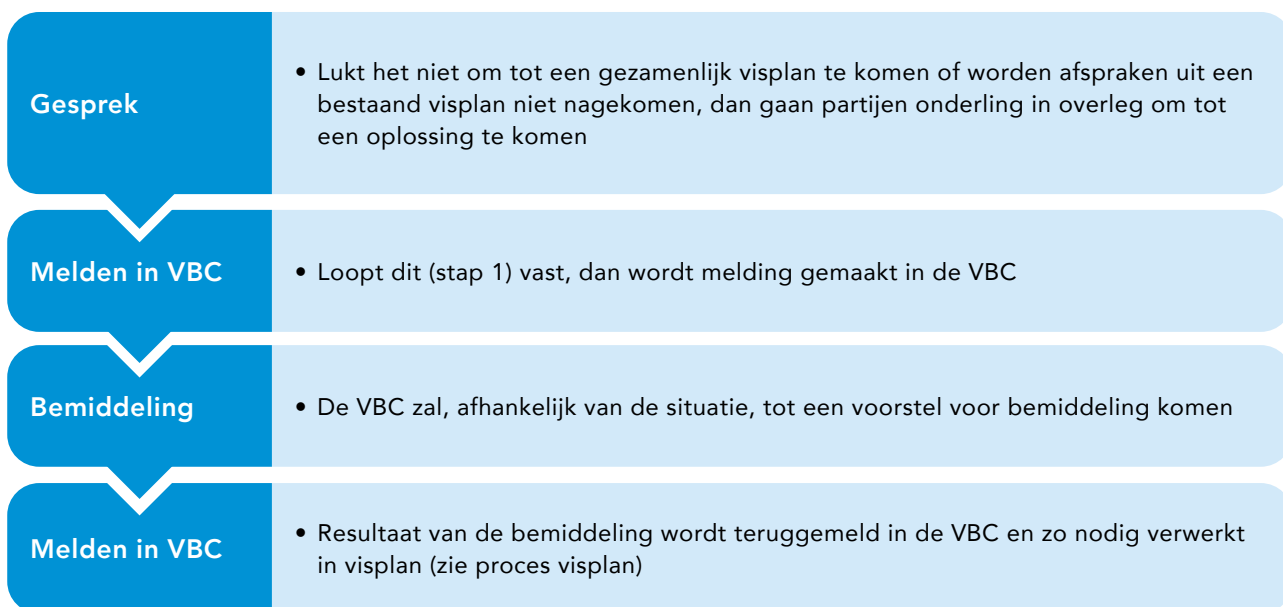 Gesprek
• Lukt het niet om tot een gezamenlijk visplan te komen of worden afspraken uit een
bestaand visplan niet nagekomen, dan gaan partijen onderling in overleg om tot
een oplossing te komen
Melden in VBC
• Loopt dit (stap 1) vast, dan wordt melding gemaakt in de VBC
Bemiddeling
• De VBC zal, afhankelijk van de situatie, tot een voorstel voor bemiddeling komen
Melden in VBC
• Resultaat van de bemiddeling wordt teruggemeld in de VBC en zo nodig verwerkt
in visplan (zie proces visplan)